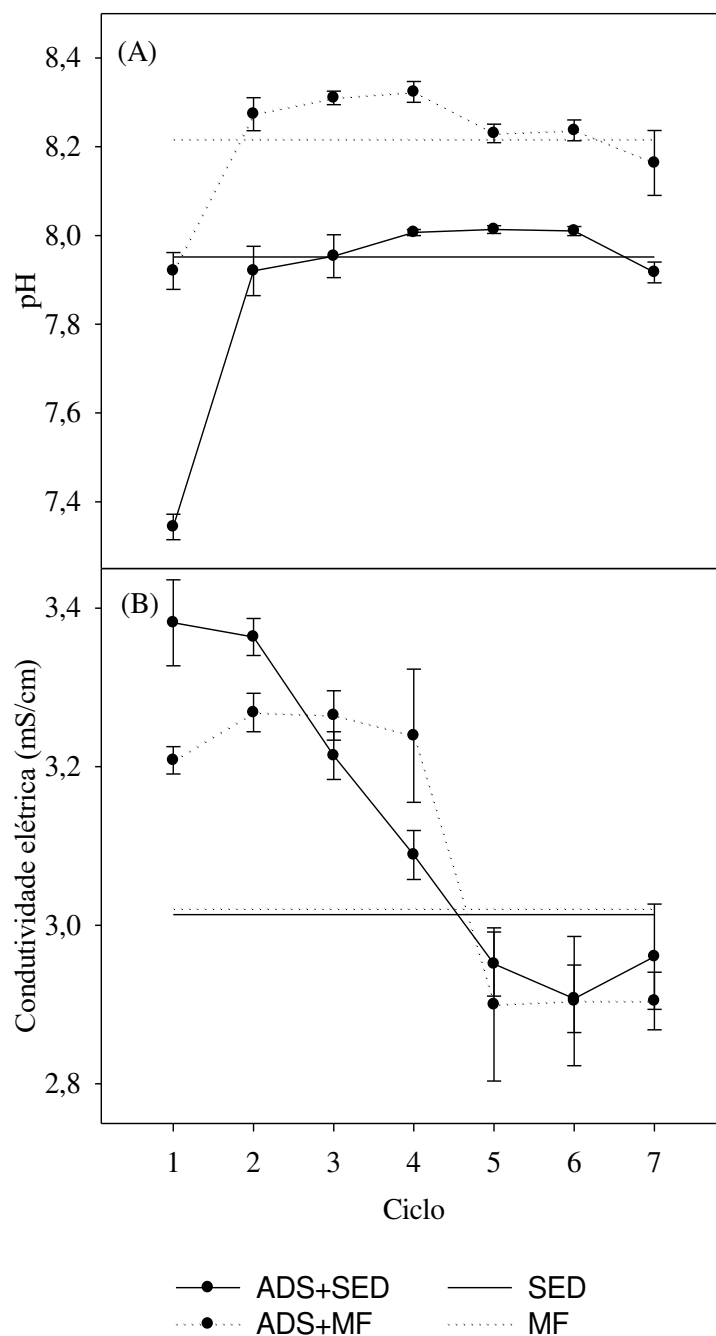 (A)
8,4
8,2
8,0
7,8
7,6
7,4
pH
(B)
3,4
3,2
3,0
2,8
Condutividade elétrica (mS/cm)
1 2 3 4 5 6 7
Ciclo
ADS+SED SED
ADS+MF MF